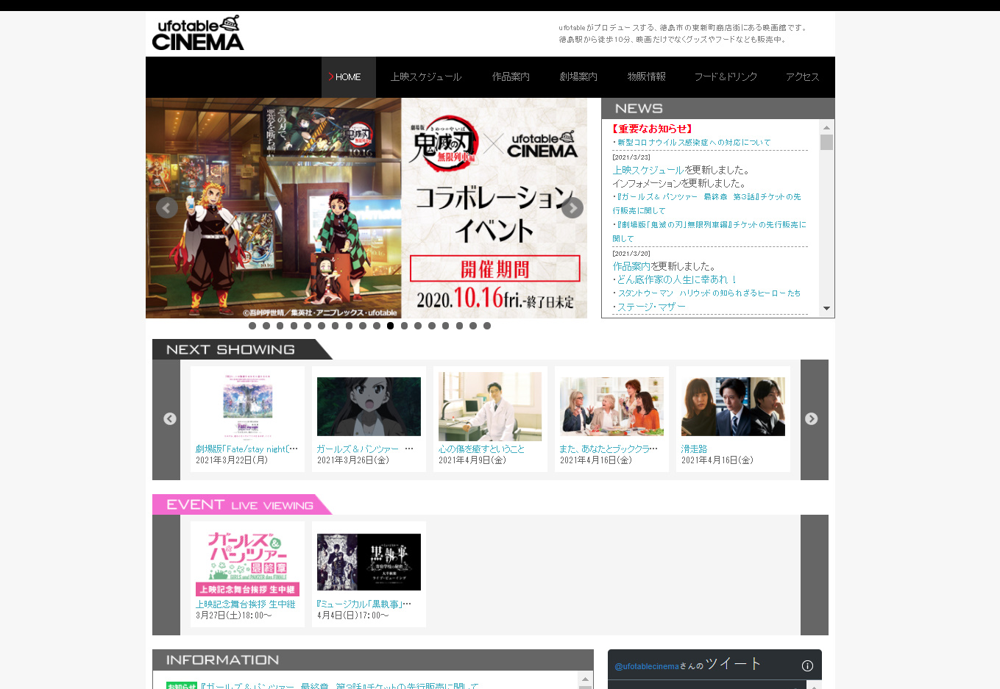 ufotable
CINEMA
ufotableがプロデュースする、徳島市の東新町商店街にある映画館です。
徳島駅から徒歩10分、映画だけでなくグッズやフードなども販売中。
HOME
上映スケジュール
作品案内
劇場案内
物販情報
フード＆ドリンク
アクセス
その刃で、
悪夢を断ち斬れ
10.16
©吾峠呼世晴／集英社・アニプレックス・ufotable
劇場版 きめつのやいば
鬼滅の刃
無限列車編
ufotable
CINEMA
コラボレーション
イベント
開催期間
2020.10.16fri.-終了日未定
NEWS
【重要なお知らせ】
・新型コロナウイルス感染症への対応について
[2021/3/23]
上映スケジュールを更新しました。
インフォメーションを更新しました。
・『ガールズ＆パンツァー　最終章　第3話』チケットの先
行販売に関して
・『劇場版「鬼滅の刃」無限列車編』チケットの先行販売に
関して
[2021/3/20]
作品案内を更新しました。
・どん底作家の人生に幸あれ！
・スタントウーマン　ハリウッドの知られざるヒーローたち
・ステージ・マザー
NEXT SHOWING
劇場版「Fate/stay night[…
2021年3月22日(月)
ガールズ＆パンツァー　…
2021年3月26日(金)
心の傷を癒すということ
2021年4月9日(金)
また、あなたとブッククラ…
2021年4月16日(金)
滑走路
2021年4月16日(金)
EVENT LIVE VIEWING
ガールズ&
パンツァー
最終章
GIRLS und PANZER das FINALE
上映記念舞台挨拶 生中継
上映記念舞台挨拶 生中継
3月27日(土)18:00～
黒執事
寄宿学校の秘密
大千秋楽
ライブ・ビューイング
『ミュージカル「黒執事」…
4月4日(日)17:00～
INFORMATION
お知らせ 『ガールズ＆パンツァー　最終章　第3話』チケットの先行販売に関して
@ufotablecinemaさんのツイート